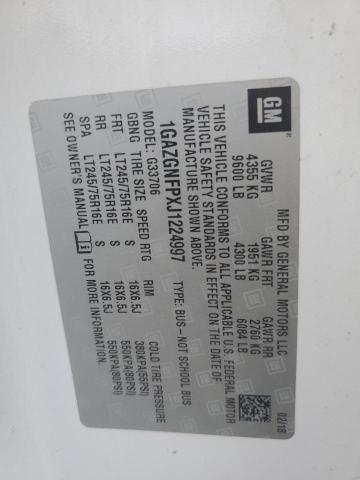 GM
MFD BY GENERAL MOTORS LLC 02/18
GVWR GAWR FRT GAWR RR
4355 KG 1951 KG 2760 KG
9600 LB 4300 LB 6084 LB
THIS VEHICLE CONFORMS TO ALL APPLICABLE U.S. FEDERAL MOTOR
VEHICLE SAFETY STANDARDS IN EFFECT ON THE DATE OF
MANUFACTURE SHOWN ABOVE.
1GAZGNFPXJ1224997 TYPE: BUS-NOT SCHOOL BUS
MODEL: G33706
GBNG TIRE SIZE SPEED RTG RIM COLD TIRE PRESSURE
FRT LT245/75R16E S 16X6.5J 380KPA(55PSI)
RR LT245/75R16E S 16X6.5J 550KPA(80PSI)
SPA LT245/75R16E S 16X6.5J 550KPA(80PSI)
SEE OWNER'S MANUAL i FOR MORE INFORMATION.